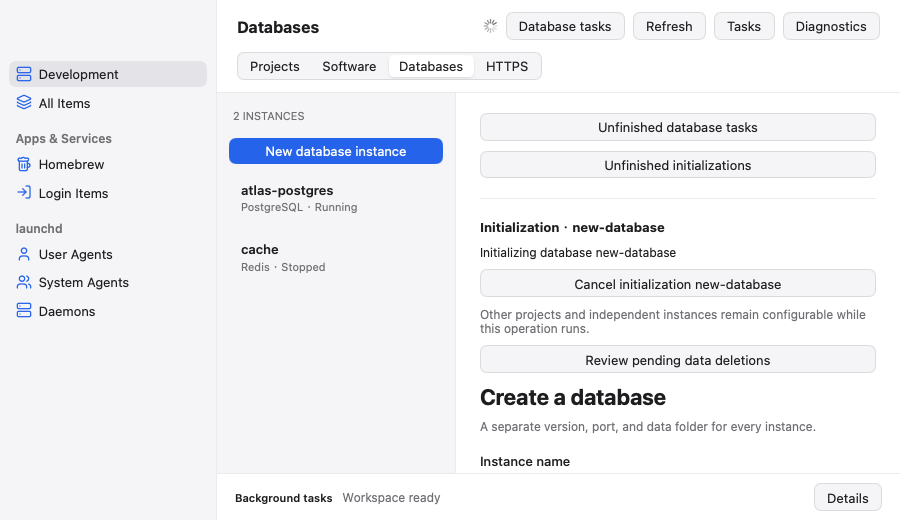 Databases
Database tasks
Refresh
Tasks
Diagnostics
Projects
Software
Databases
HTTPS
Development
All Items
Apps & Services
Homebrew
Login Items
launchd
User Agents
System Agents
Daemons
2 INSTANCES
New database instance
atlas-postgres
PostgreSQL · Running
cache
Redis · Stopped
Unfinished database tasks
Unfinished initializations
Initialization · new-database
Initializing database new-database
Cancel initialization new-database
Other projects and independent instances remain configurable while
this operation runs.
Review pending data deletions
Create a database
A separate version, port, and data folder for every instance.
Instance name
Background tasks Workspace ready
Details